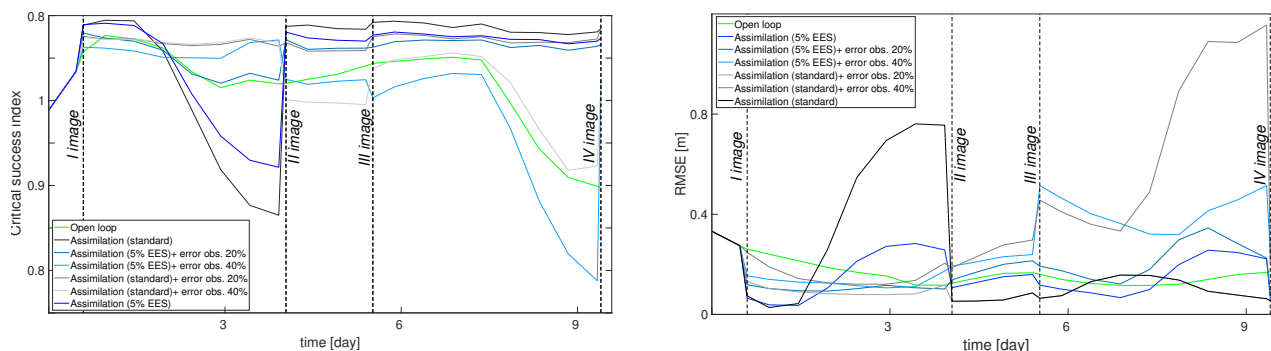 0.8
1
0.9
0.8
Critical success index
I image
II image
III image
IV image
Open loop
Assimilation (standard)
Assimilation (5% EES)+ error obs. 20%
Assimilation (5% EES)+ error obs. 40%
Assimilation (standard)+ error obs. 20%
Assimilation (standard)+ error obs. 40%
Assimilation (5% EES)
3
6
9
time [day]
Open loop
Assimilation (5% EES)
Assimilation (5% EES)+ error obs. 20%
Assimilation (5% EES)+ error obs. 40%
Assimilation (standard)+ error obs. 20%
Assimilation (standard)+ error obs. 40%
Assimilation (standard)
0.8
0.4
0
RMSE [m]
I image
II image
III image
IV image
3
6
9
time [day]